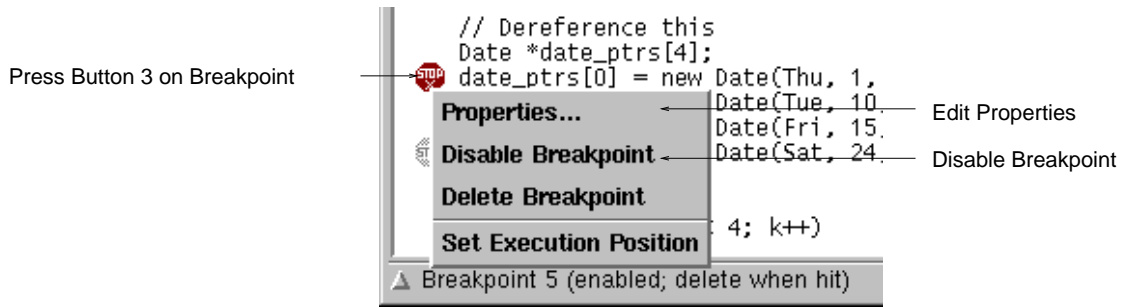 // Dereference this
Date *date_ptrs[4];
Press Button 3 on Breakpoint
STOP
date_ptrs[0] = new Date(Thu, 1,
Properties...
Date(Tue, 10,
Edit Properties
Date(Fri, 15,
ST
Disable Breakpoint
Date(Sat, 24,
Disable Breakpoint
Delete Breakpoint
4; k++)
Set Execution Position
Breakpoint 5 (enabled; delete when hit)